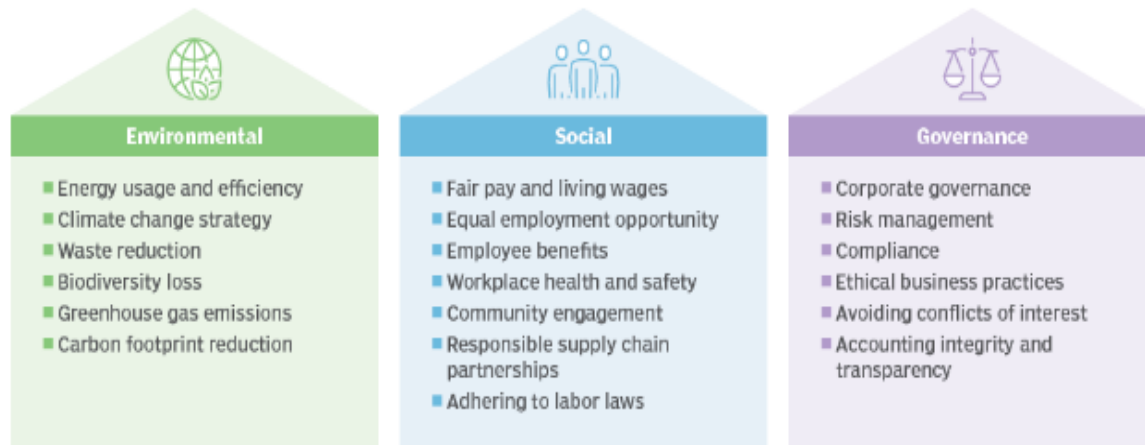 Environmental
Energy usage and efficiency
Climate change strategy
Waste reduction
Biodiversity loss
Greenhouse gas emissions
Carbon footprint reduction
Social
Fair pay and living wages
Equal employment opportunity
Employee benefits
Workplace health and safety
Community engagement
Responsible supply chain
partnerships
Adhering to labor laws
Governance
Corporate governance
Risk management
Compliance
Ethical business practices
Avoiding conflicts of interest
Accounting integrity and
transparency